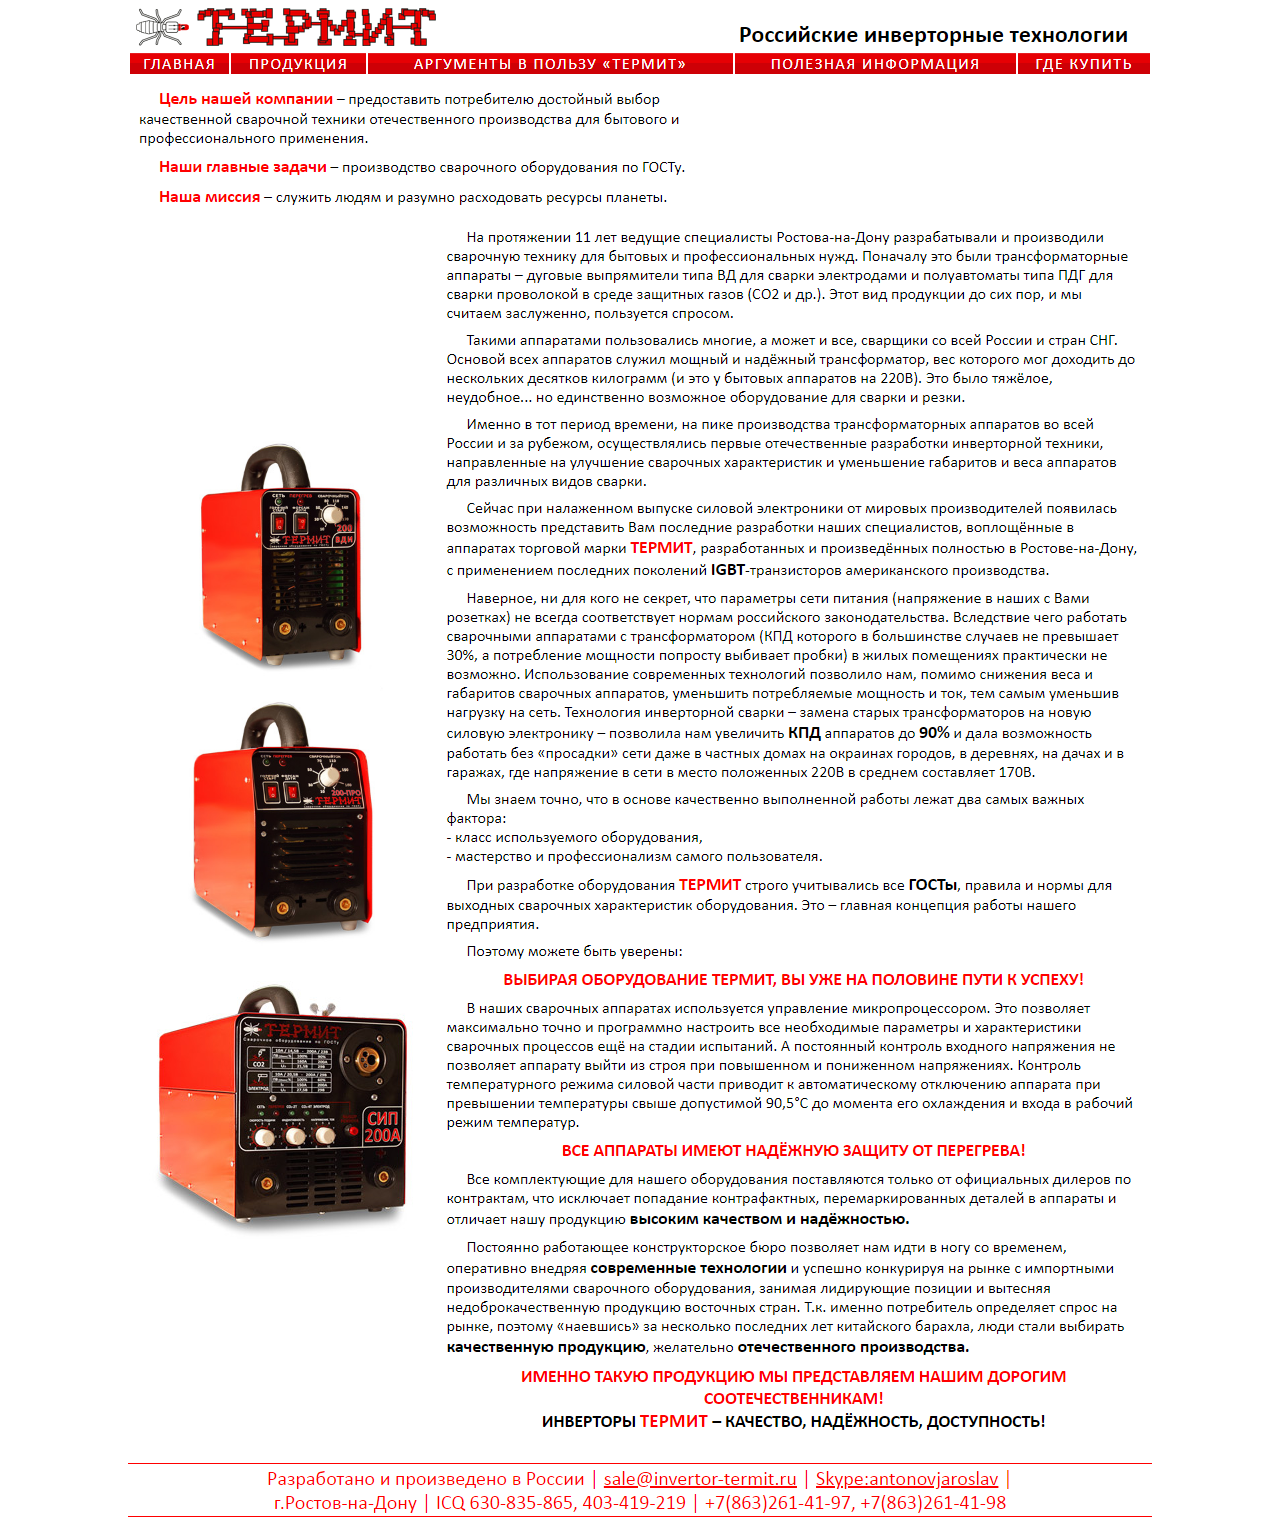 ТЕРМИТ
Российские инверторные технологии
ГЛАВНАЯ ПРОДУКЦИЯ АРГУМЕНТЫ В ПОЛЬЗУ «ТЕРМИТ» ПОЛЕЗНАЯ ИНФОРМАЦИЯ ГДЕ КУПИТЬ
Цель нашей компании – предоставить потребителю достойный выбор
качественной сварочной техники отечественного производства для бытового и
профессионального применения.
Наши главные задачи – производство сварочного оборудования по ГОСТу.
Наша миссия – служить людям и разумно расходовать ресурсы планеты.
На протяжении 11 лет ведущие специалисты Ростова-на-Дону разрабатывали и производили
сварочную технику для бытовых и профессиональных нужд. Поначалу это были трансформаторные
аппараты – дуговые выпрямители типа ВД для сварки электродами и полуавтоматы типа ПДГ для
сварки проволокой в среде защитных газов (СО2 и др.). Этот вид продукции до сих пор, и мы
считаем заслуженно, пользуется спросом.
Такими аппаратами пользовались многие, а может и все, сварщики со всей России и стран СНГ.
Основой всех аппаратов служил мощный и надёжный трансформатор, вес которого мог доходить до
нескольких десятков килограмм (и это у бытовых аппаратов на 220В). Это было тяжёлое,
неудобное... но единственно возможное оборудование для сварки и резки.
Именно в тот период времени, на пике производства трансформаторных аппаратов во всей
России и за рубежом, осуществлялись первые отечественные разработки инверторной техники,
направленные на улучшение сварочных характеристик и уменьшение габаритов и веса аппаратов
для различных видов сварки.
Сейчас при налаженном выпуске силовой электроники от мировых производителей появилась
возможность представить Вам последние разработки наших специалистов, воплощённые в
аппаратах торговой марки ТЕРМИТ, разработанных и произведённых полностью в Ростове-на-Дону,
с применением последних поколений IGBT-транзисторов американского производства.
Наверное, ни для кого не секрет, что параметры сети питания (напряжение в наших с Вами
розетках) не всегда соответствует нормам российского законодательства. Вследствие чего работать
сварочными аппаратами с трансформатором (КПД которого в большинстве случаев не превышает
30%, а потребление мощности попросту выбивает пробки) в жилых помещениях практически не
возможно. Использование современных технологий позволило нам, помимо снижения веса и
габаритов сварочных аппаратов, уменьшить потребляемые мощность и ток, тем самым уменьшив
нагрузку на сеть. Технология инверторной сварки – замена старых трансформаторов на новую
силовую электронику – позволила нам увеличить КПД аппаратов до 90% и дала возможность
работать без «просадки» сети даже в частных домах на окраинах городов, в деревнях, на дачах и в
гаражах, где напряжение в сети в место положенных 220В в среднем составляет 170В.
Мы знаем точно, что в основе качественно выполненной работы лежат два самых важных
фактора:
- класс используемого оборудования,
- мастерство и профессионализм самого пользователя.
При разработке оборудования ТЕРМИТ строго учитывались все ГОСТы, правила и нормы для
выходных сварочных характеристик оборудования. Это – главная концепция работы нашего
предприятия.
Поэтому можете быть уверены:
ВЫБИРАЯ ОБОРУДОВАНИЕ ТЕРМИТ, ВЫ УЖЕ НА ПОЛОВИНЕ ПУТИ К УСПЕХУ!
В наших сварочных аппаратах используется управление микропроцессором. Это позволяет
максимально точно и программно настроить все необходимые параметры и характеристики
сварочных процессов ещё на стадии испытаний. А постоянный контроль входного напряжения не
позволяет аппарату выйти из строя при повышенном и пониженном напряжениях. Контроль
температурного режима силовой части приводит к автоматическому отключению аппарата при
превышении температуры свыше допустимой 90,5°С до момента его охлаждения и входа в рабочий
режим температур.
ВСЕ АППАРАТЫ ИМЕЮТ НАДЁЖНУЮ ЗАЩИТУ ОТ ПЕРЕГРЕВА!
Все комплектующие для нашего оборудования поставляются только от официальных дилеров по
контрактам, что исключает попадание контрафактных, перемаркированных деталей в аппараты и
отличает нашу продукцию высоким качеством и надёжностью.
Постоянно работающее конструкторское бюро позволяет нам идти в ногу со временем,
оперативно внедряя современные технологии и успешно конкурируя на рынке с импортными
производителями сварочного оборудования, занимая лидирующие позиции и вытесняя
недоброкачественную продукцию восточных стран. Т.к. именно потребитель определяет спрос на
рынке, поэтому «наевшись» за несколько последних лет китайского барахла, люди стали выбирать
качественную продукцию, желательно отечественного производства.
ИМЕННО ТАКУЮ ПРОДУКЦИЮ МЫ ПРЕДСТАВЛЯЕМ НАШИМ ДОРОГИМ
СООТЕЧЕСТВЕННИКАМ!
ИНВЕРТОРЫ ТЕРМИТ – КАЧЕСТВО, НАДЁЖНОСТЬ, ДОСТУПНОСТЬ!
СЕТЬ ПЕРЕГРЕВ СВАРОЧНЫЙ ТОК
200
ТЕРМИТ ВДИ
200-ПРО
ТЕРМИТ
ТЕРМИТ
Сварочное оборудование по ГОСТу
СО2
ЭЛЕКТРОД
СИП
200А
Разработано и произведено в России | sale@invertor-termit.ru | Skype:antonovjaroslav |
г.Ростов-на-Дону | ICQ 630-835-865, 403-419-219 | +7(863)261-41-97, +7(863)261-41-98